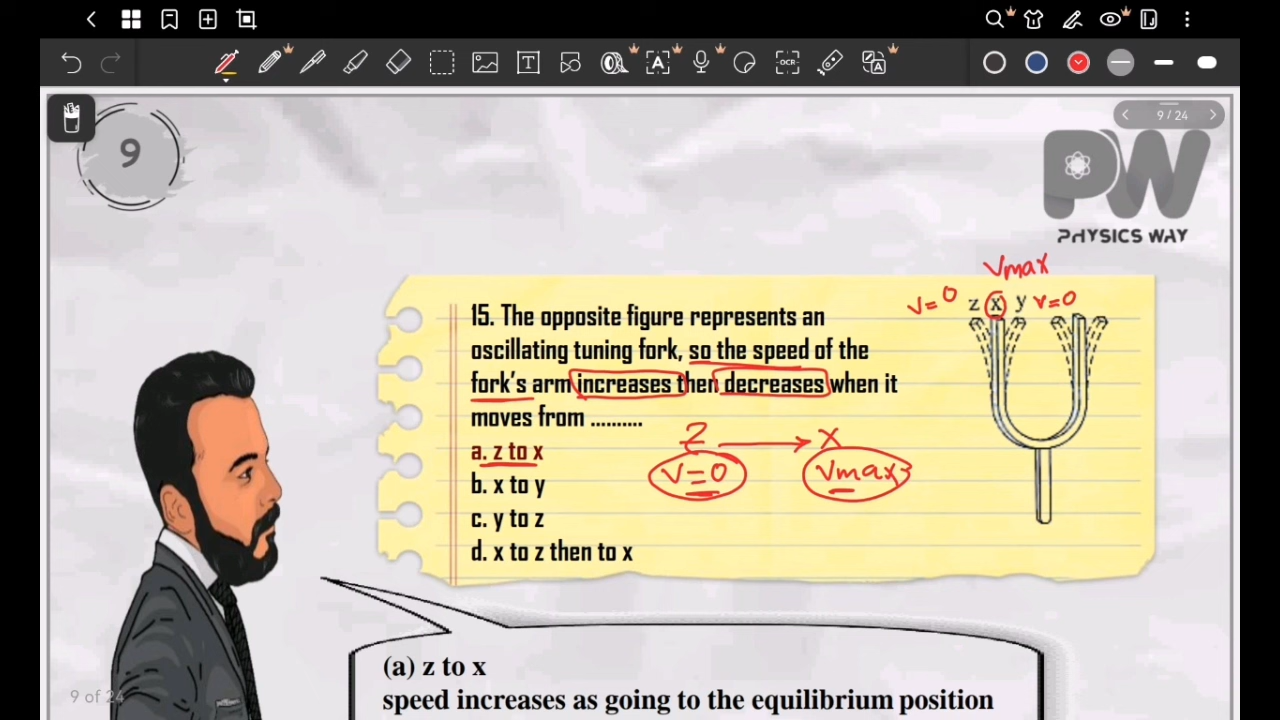 OCR
A
T
A
9
9 / 24
PW
PHYSICS WAY
Vmax
V=0 z x y v=0
15. The opposite figure represents an
oscillating tuning fork, so the speed of the
fork's arm increases then decreases when it
moves from ..........
Z → X
a. z to x
V=0 Vmax
b. x to y
c. y to z
d. x to z then to x
(a) z to x
9 of 24
speed increases as going to the equilibrium position